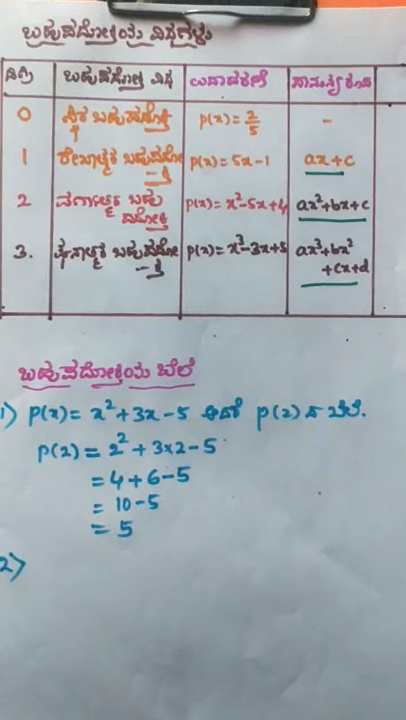 ಬಹುಪದೋಕ್ತಿಯ ವಿಧಗಳು
ಡಿಗ್ರಿ ಬಹುಪದೋಕ್ತಿ ವಿಧ ಉದಾಹರಣೆ ಸಾಮಾನ್ಯ ರೂಪ
0 ಸ್ಥಿರ ಬಹುಪದೋಕ್ತಿ p(x) = 2/5 -
1 ರೇಖಾತ್ಮಕ ಬಹುಪದೋ p(x) = 5x-1 ax+c
-ಕ್ತಿ
2 ವರ್ಗಾತ್ಮಕ ಬಹು p(x) = x²-5x+4 ax²+bx+c
ಪದೋಕ್ತಿ
3. ಘನಾತ್ಮಕ ಬಹುಪದೋ p(x) = x³-3x+5 ax³+bx²
-ಕ್ತಿ +cx+d
ಬಹುಪದೋಕ್ತಿಯ ಬೆಲೆ
1) P(x) = x²+3x-5 ಆದರೆ p(2) ನ ಬೆಲೆ.
P(2) = 2²+3×2-5
= 4+6-5
= 10-5
= 5
2)